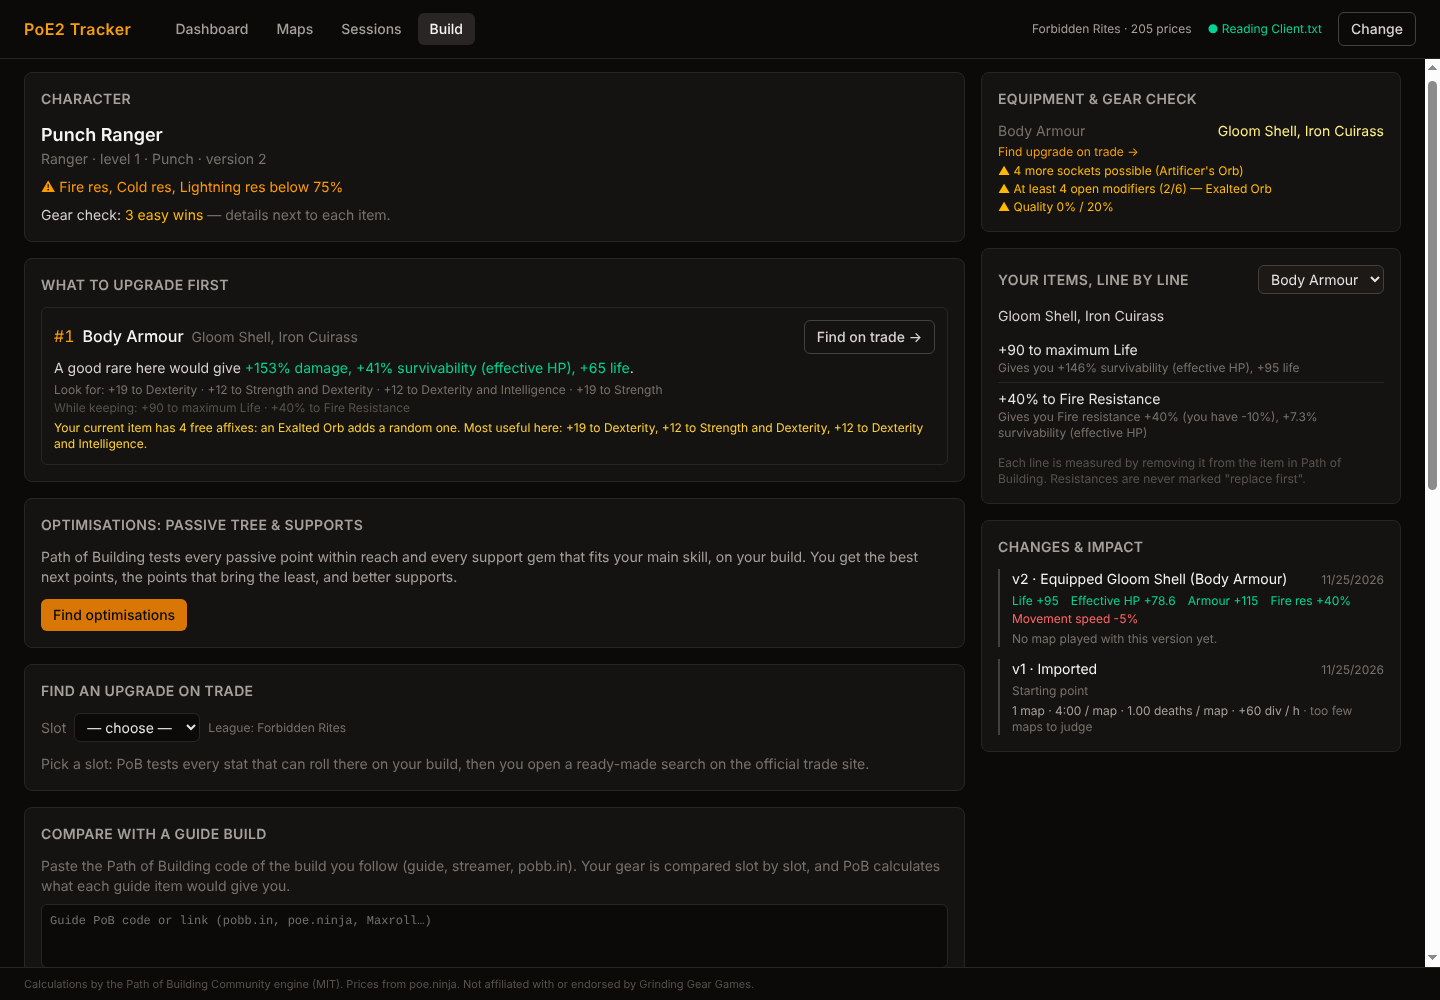 PoE2 Tracker
Dashboard
Maps
Sessions
Build
Forbidden Rites · 205 prices
Reading Client.txt
Change
CHARACTER
Punch Ranger
Ranger · level 1 · Punch · version 2
⚠ Fire res, Cold res, Lightning res below 75%
Gear check: 3 easy wins — details next to each item.
WHAT TO UPGRADE FIRST
#1 Body Armour Gloom Shell, Iron Cuirass
Find on trade →
A good rare here would give +153% damage, +41% survivability (effective HP), +65 life.
Look for: +19 to Dexterity · +12 to Strength and Dexterity · +12 to Dexterity and Intelligence · +19 to Strength
While keeping: +90 to maximum Life · +40% to Fire Resistance
Your current item has 4 free affixes: an Exalted Orb adds a random one. Most useful here: +19 to Dexterity, +12 to Strength and Dexterity, +12 to Dexterity
and Intelligence.
OPTIMISATIONS: PASSIVE TREE & SUPPORTS
Path of Building tests every passive point within reach and every support gem that fits your main skill, on your build. You get the best
next points, the points that bring the least, and better supports.
Find optimisations
FIND AN UPGRADE ON TRADE
Slot
— choose —
League: Forbidden Rites
Pick a slot: PoB tests every stat that can roll there on your build, then you open a ready-made search on the official trade site.
COMPARE WITH A GUIDE BUILD
Paste the Path of Building code of the build you follow (guide, streamer, pobb.in). Your gear is compared slot by slot, and PoB calculates
what each guide item would give you.
Guide PoB code or link (pobb.in, poe.ninja, Maxroll…)
EQUIPMENT & GEAR CHECK
Body Armour
Gloom Shell, Iron Cuirass
Find upgrade on trade →
▲ 4 more sockets possible (Artificer's Orb)
▲ At least 4 open modifiers (2/6) — Exalted Orb
▲ Quality 0% / 20%
YOUR ITEMS, LINE BY LINE
Body Armour
Gloom Shell, Iron Cuirass
+90 to maximum Life
Gives you +146% survivability (effective HP), +95 life
+40% to Fire Resistance
Gives you Fire resistance +40% (you have -10%), +7.3%
survivability (effective HP)
Each line is measured by removing it from the item in Path of
Building. Resistances are never marked "replace first".
CHANGES & IMPACT
v2 · Equipped Gloom Shell (Body Armour)
11/25/2026
Life +95 Effective HP +78.6 Armour +115 Fire res +40%
Movement speed -5%
No map played with this version yet.
v1 · Imported
11/25/2026
Starting point
1 map · 4:00 / map · 1.00 deaths / map · +60 div / h · too few
maps to judge
Calculations by the Path of Building Community engine (MIT). Prices from poe.ninja. Not affiliated with or endorsed by Grinding Gear Games.